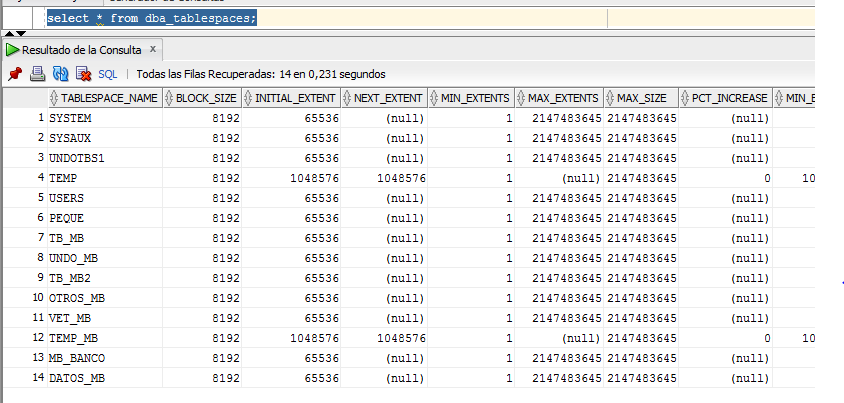 select * from dba_tablespaces;
Resultado de la Consulta x
SQL | Todas las Filas Recuperadas: 14 en 0,231 segundos
TABLESPACE_NAME BLOCK_SIZE INITIAL_EXTENT NEXT_EXTENT MIN_EXTENTS MAX_EXTENTS MAX_SIZE PCT_INCREASE MIN_E
1 SYSTEM 8192 65536 (null) 1 2147483645 2147483645 (null)
2 SYSAUX 8192 65536 (null) 1 2147483645 2147483645 (null)
3 UNDOTBS1 8192 65536 (null) 1 2147483645 2147483645 (null)
4 TEMP 8192 1048576 1048576 1 (null) 2147483645 0 10
5 USERS 8192 65536 (null) 1 2147483645 2147483645 (null)
6 PEQUE 8192 65536 (null) 1 2147483645 2147483645 (null)
7 TB_MB 8192 65536 (null) 1 2147483645 2147483645 (null)
8 UNDO_MB 8192 65536 (null) 1 2147483645 2147483645 (null)
9 TB_MB2 8192 65536 (null) 1 2147483645 2147483645 (null)
10 OTROS_MB 8192 65536 (null) 1 2147483645 2147483645 (null)
11 VET_MB 8192 65536 (null) 1 2147483645 2147483645 (null)
12 TEMP_MB 8192 1048576 1048576 1 (null) 2147483645 0 10
13 MB_BANCO 8192 65536 (null) 1 2147483645 2147483645 (null)
14 DATOS_MB 8192 65536 (null) 1 2147483645 2147483645 (null)